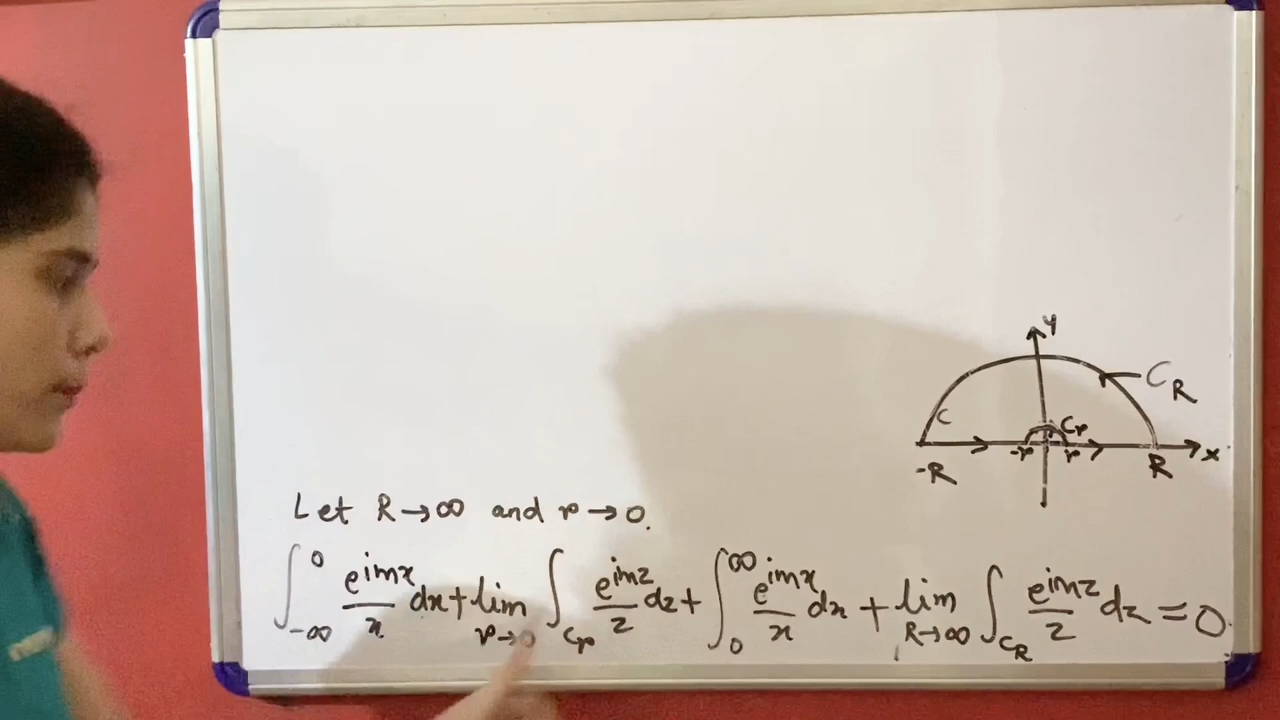 y
C_R
C
C_r
-R -r r R x
Let R→∞ and r→0.
∫_{-∞}^{0} e^{imx}/x dx + lim_{r→0} ∫_{C_r} e^{imz}/z dz + ∫_{0}^{∞} e^{imx}/x dx + lim_{R→∞} ∫_{C_R} e^{imz}/z dz = 0